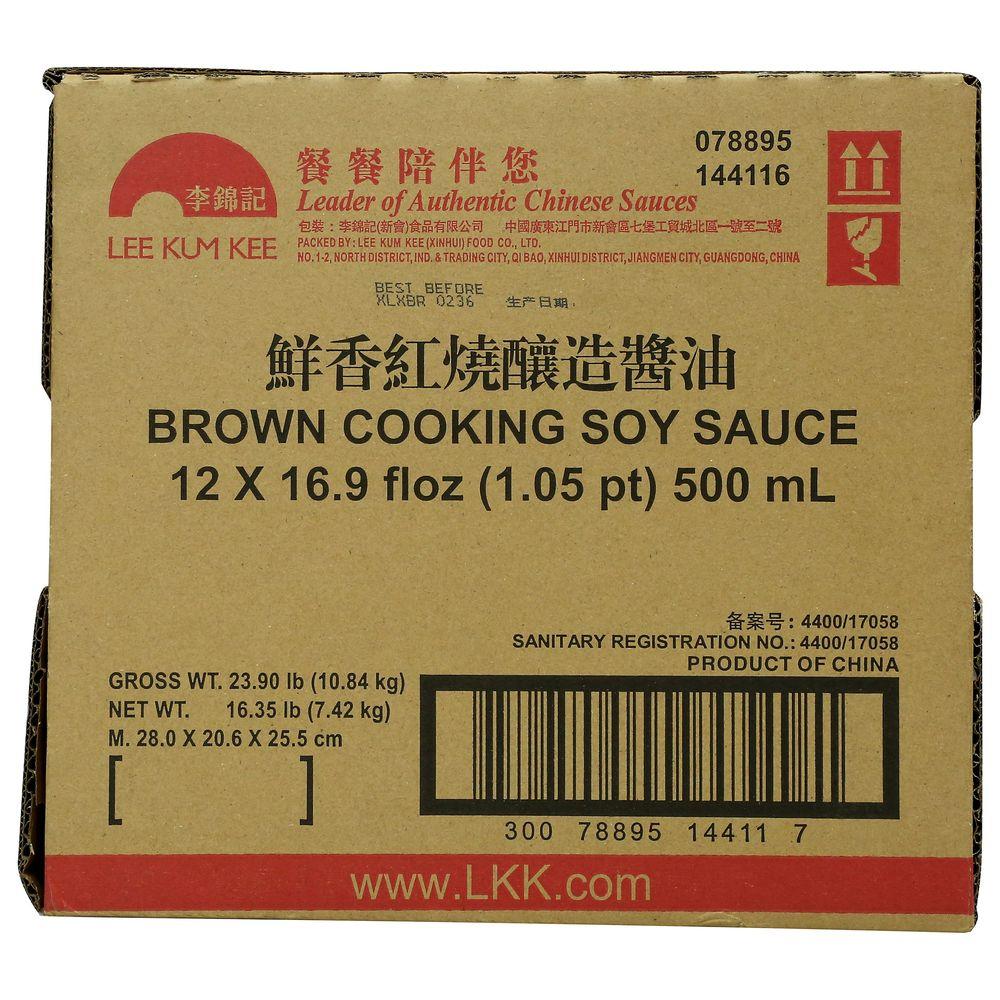 李錦記
LEE KUM KEE
餐餐陪伴您
Leader of Authentic Chinese Sauces
包裝：李錦記(新會)食品有限公司 中國廣東江門市新會區七堡工貿城北區一號至二號
PACKED BY: LEE KUM KEE (XINHUI) FOOD CO., LTD.
NO. 1-2, NORTH DISTRICT, IND. & TRADING CITY, QI BAO, XINHUI DISTRICT, JIANGMEN CITY, GUANGDONG, CHINA
078895
144116
BEST BEFORE
XLXBR 0236 生产日期:
鮮香紅燒釀造醬油
BROWN COOKING SOY SAUCE
12 X 16.9 floz (1.05 pt) 500 mL
备案号: 4400/17058
SANITARY REGISTRATION NO.: 4400/17058
PRODUCT OF CHINA
GROSS WT. 23.90 lb (10.84 kg)
NET WT. 16.35 lb (7.42 kg)
M. 28.0 X 20.6 X 25.5 cm
[ ]
300 78895 14411 7
www.LKK.com